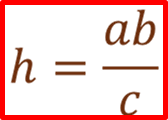 h = ab/c